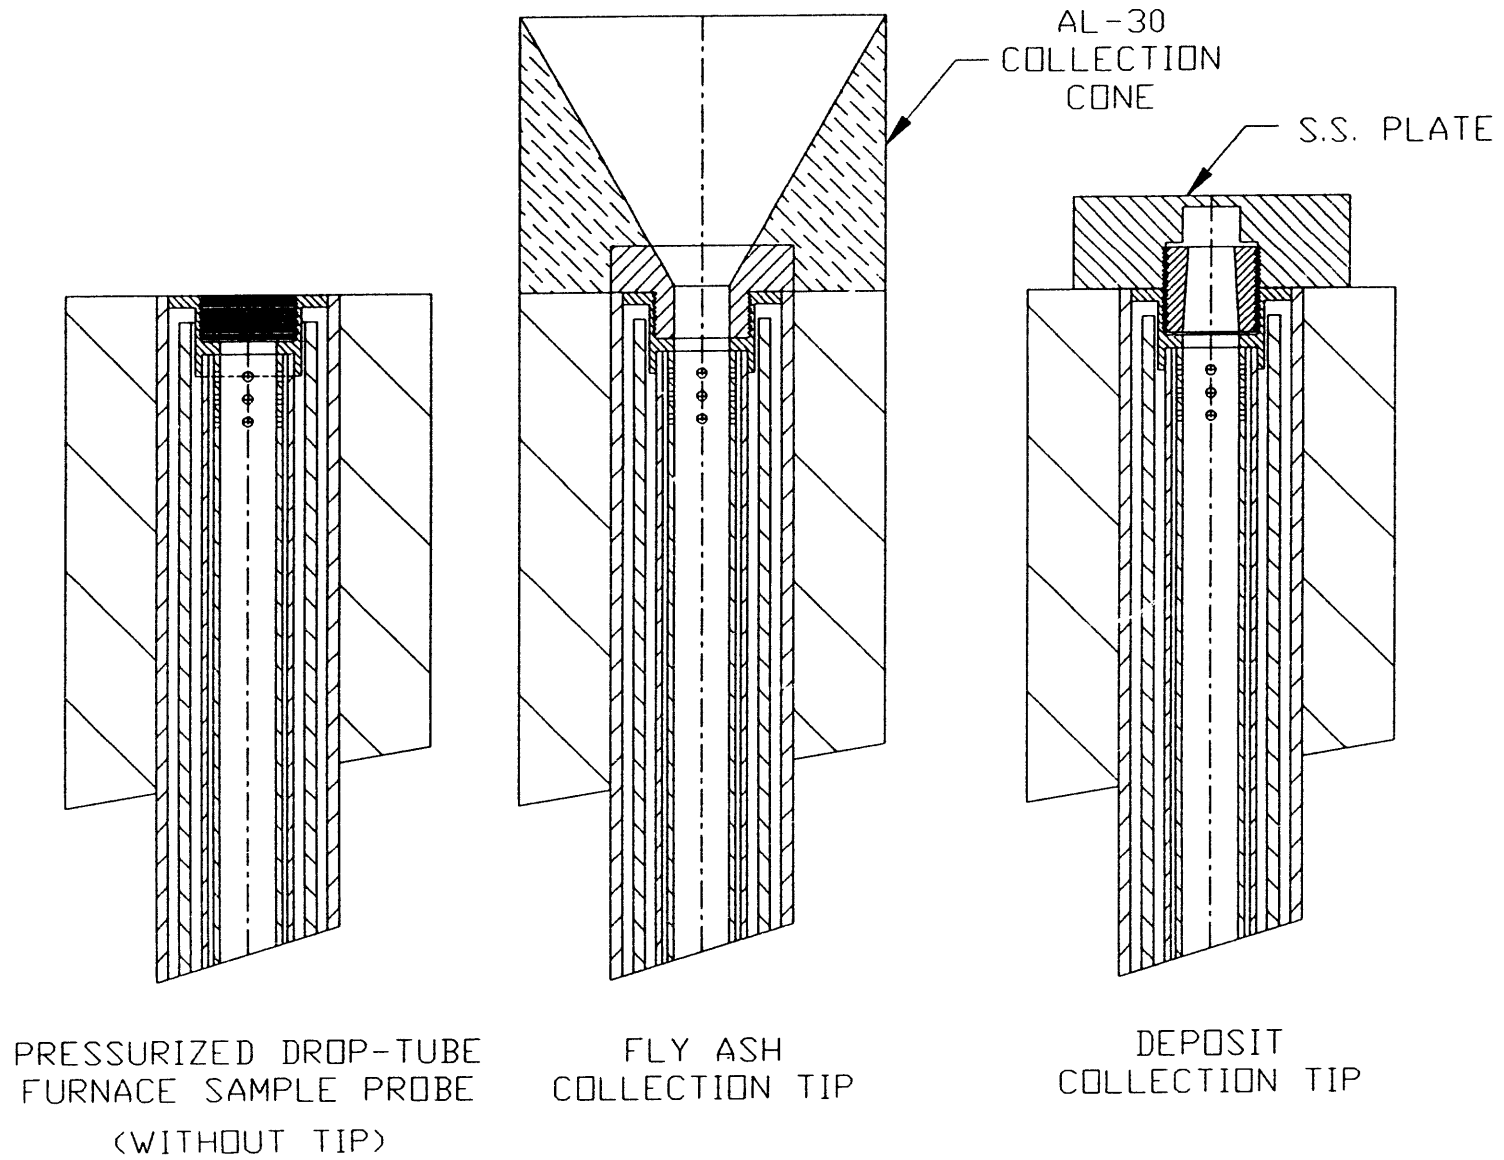 AL-30
COLLECTION
CONE
S.S. PLATE
PRESSURIZED DROP-TUBE
FURNACE SAMPLE PROBE
(WITHOUT TIP)
FLY ASH
COLLECTION TIP
DEPOSIT
COLLECTION TIP